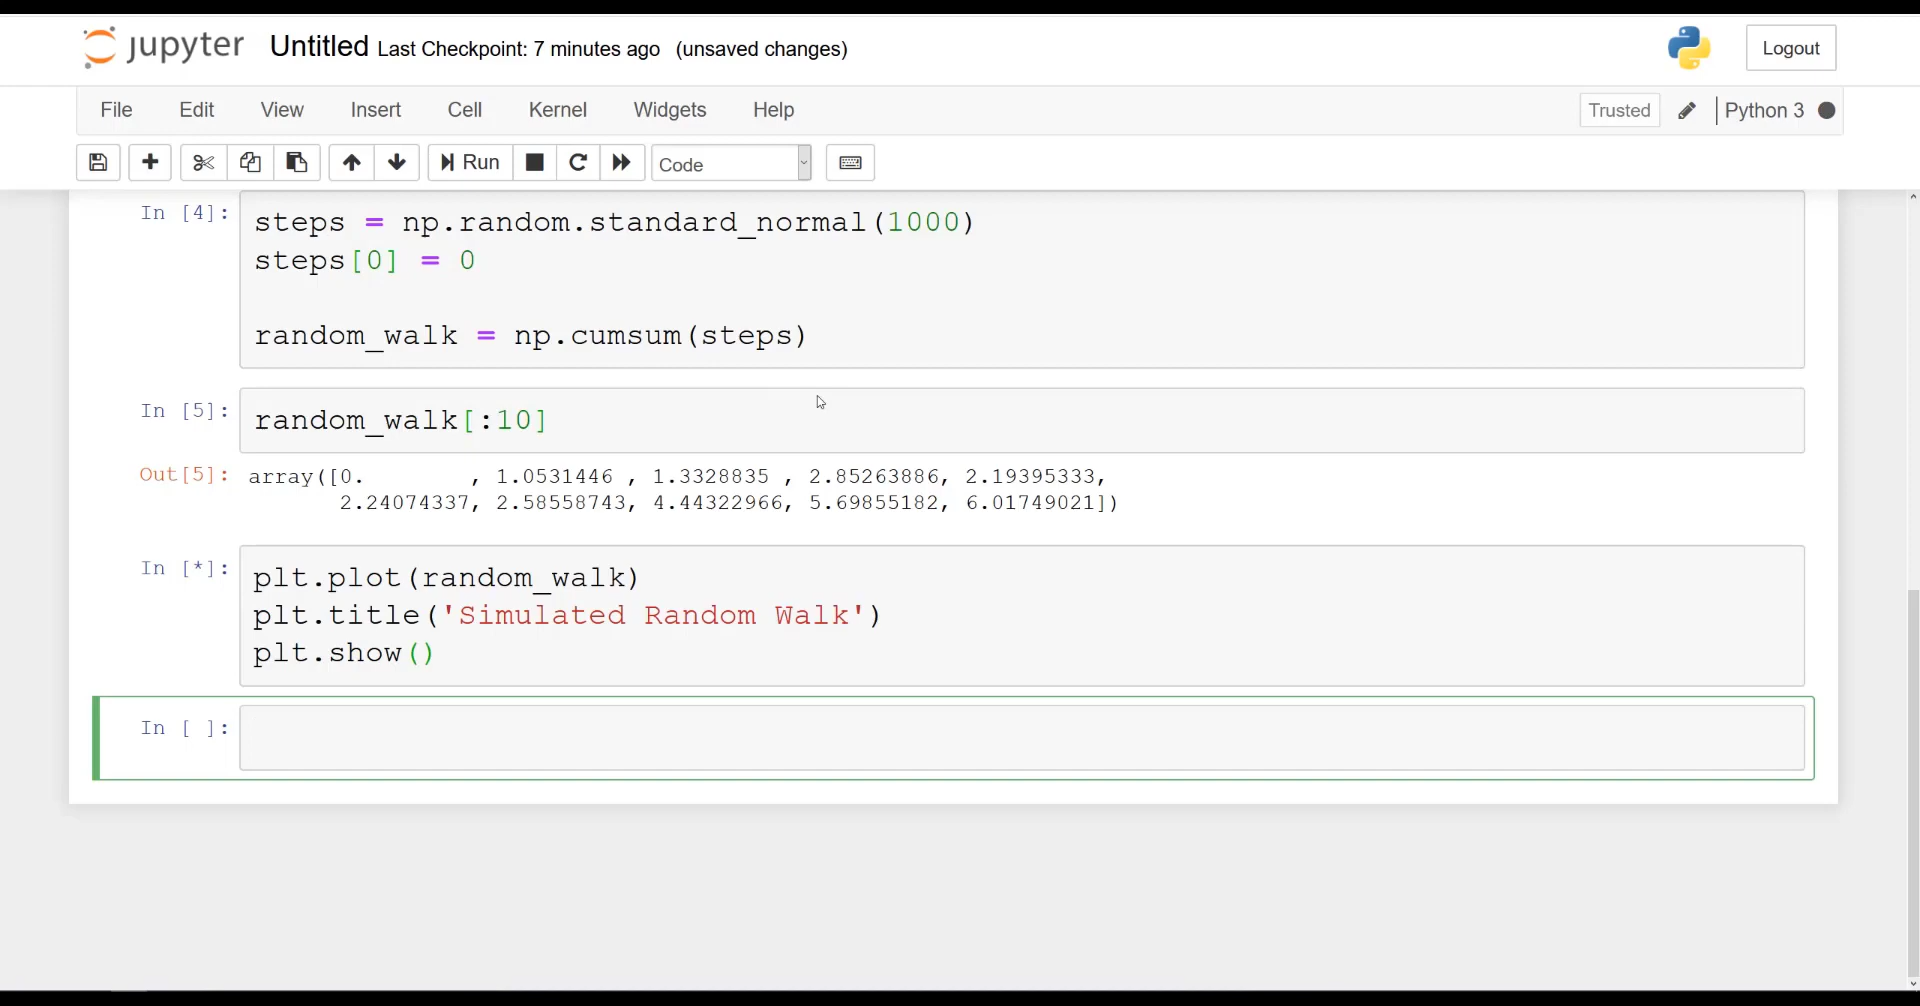 jupyter Untitled Last Checkpoint: 7 minutes ago (unsaved changes) Logout
File Edit View Insert Cell Kernel Widgets Help Trusted Python 3
Run Code
In [4]: steps = np.random.standard_normal(1000)
steps[0] = 0
random_walk = np.cumsum(steps)
In [5]: random_walk[:10]
Out[5]: array([0. , 1.0531446 , 1.3328835 , 2.85263886, 2.19395333,
2.24074337, 2.58558743, 4.44322966, 5.69855182, 6.01749021])
In [*]: plt.plot(random_walk)
plt.title('Simulated Random Walk')
plt.show()
In [ ]: